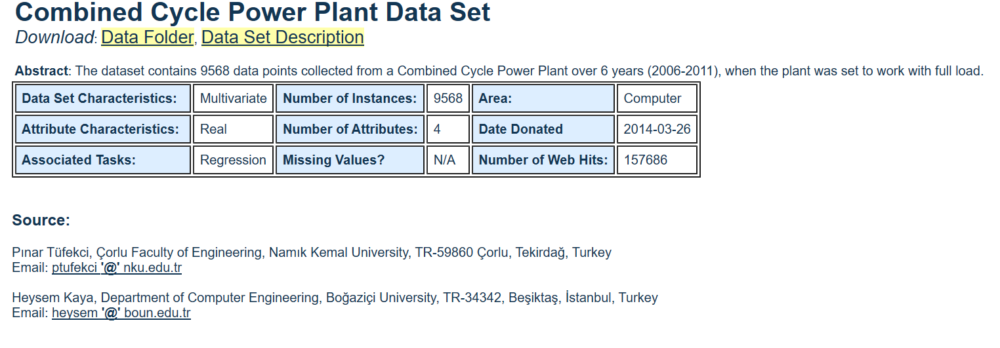 Combined Cycle Power Plant Data Set
Download: Data Folder, Data Set Description
Abstract: The dataset contains 9568 data points collected from a Combined Cycle Power Plant over 6 years (2006-2011), when the plant was set to work with full load.
Data Set Characteristics: Multivariate Number of Instances: 9568 Area: Computer
Attribute Characteristics: Real Number of Attributes: 4 Date Donated 2014-03-26
Associated Tasks: Regression Missing Values? N/A Number of Web Hits: 157686
Source:
Pınar Tüfekci, Çorlu Faculty of Engineering, Namık Kemal University, TR-59860 Çorlu, Tekirdağ, Turkey
Email: ptufekci '@' nku.edu.tr
Heysem Kaya, Department of Computer Engineering, Boğaziçi University, TR-34342, Beşiktaş, İstanbul, Turkey
Email: heysem '@' boun.edu.tr